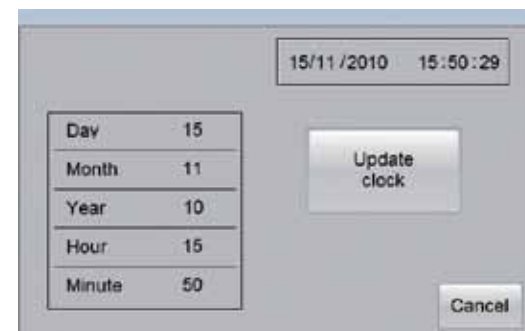 15/11/2010 15:50:29
Day 15
Month 11
Year 10
Hour 15
Minute 50
Update
clock
Cancel